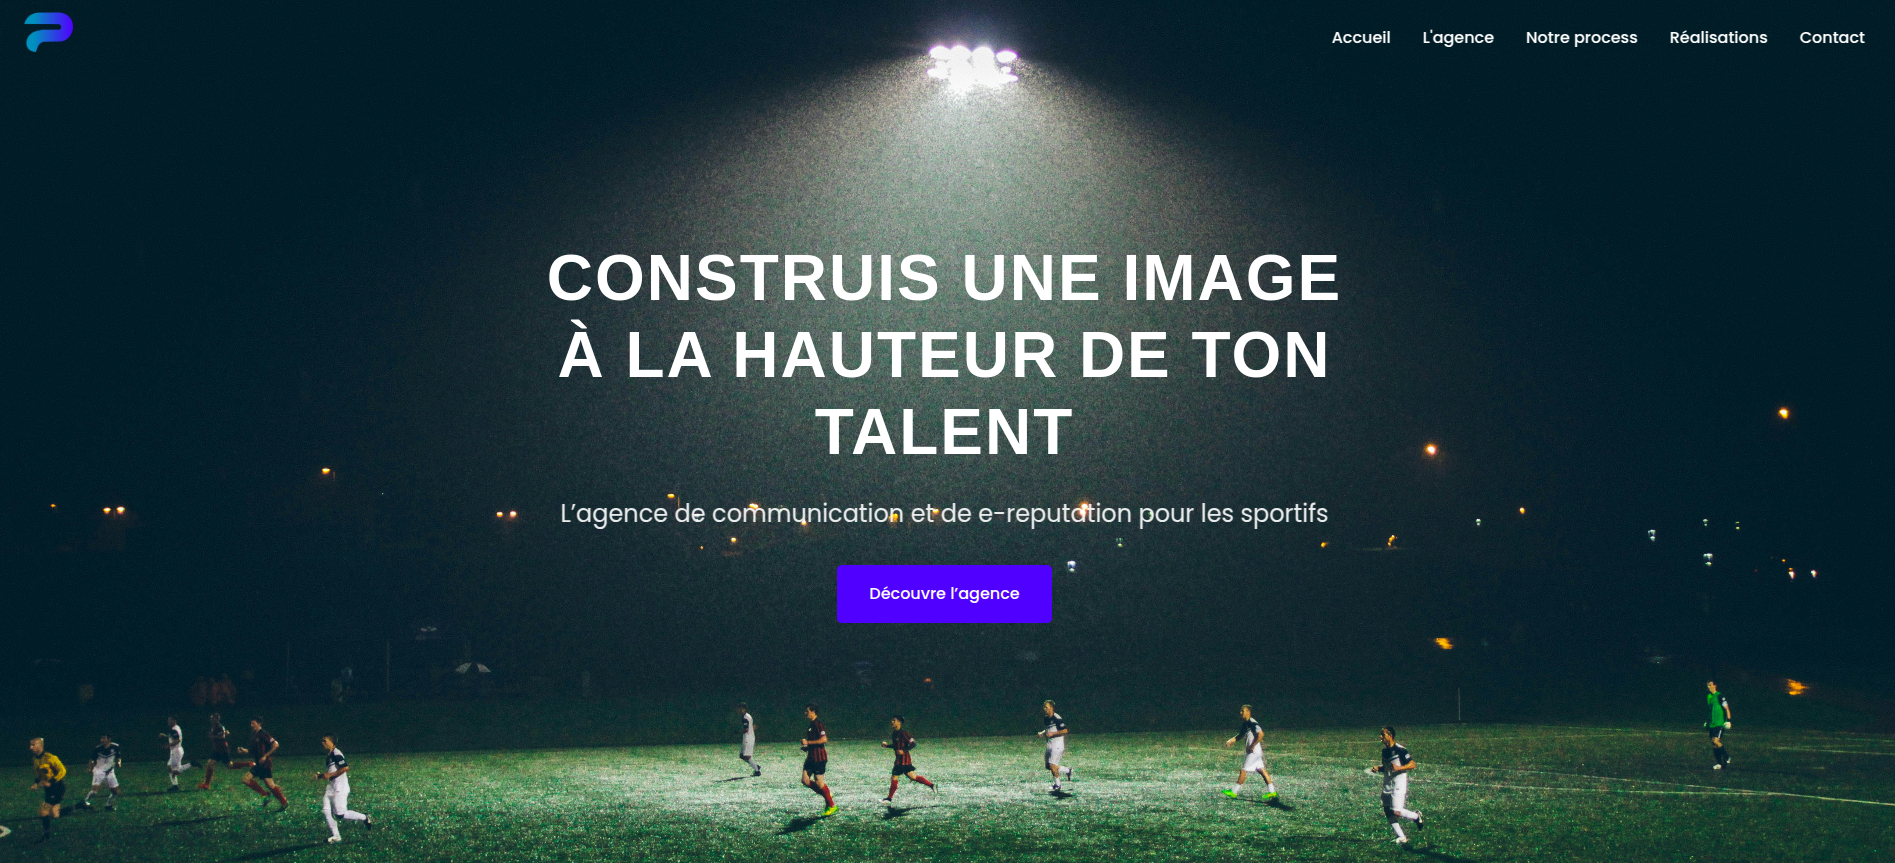 Accueil L'agence Notre process Réalisations Contact
CONSTRUIS UNE IMAGE
À LA HAUTEUR DE TON
TALENT
L’agence de communication et de e-reputation pour les sportifs
Découvre l’agence